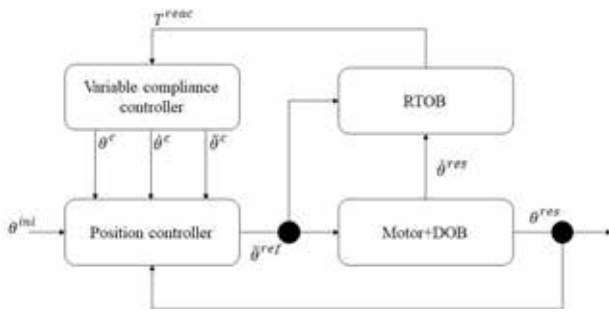 T^{reac}
Variable compliance
controller
RTOB
θ^c
θ̇^c
θ̈^c
θ̇^{res}
θ^{ini}
Position controller
θ̈^{ref}
Motor+DOB
θ^{res}